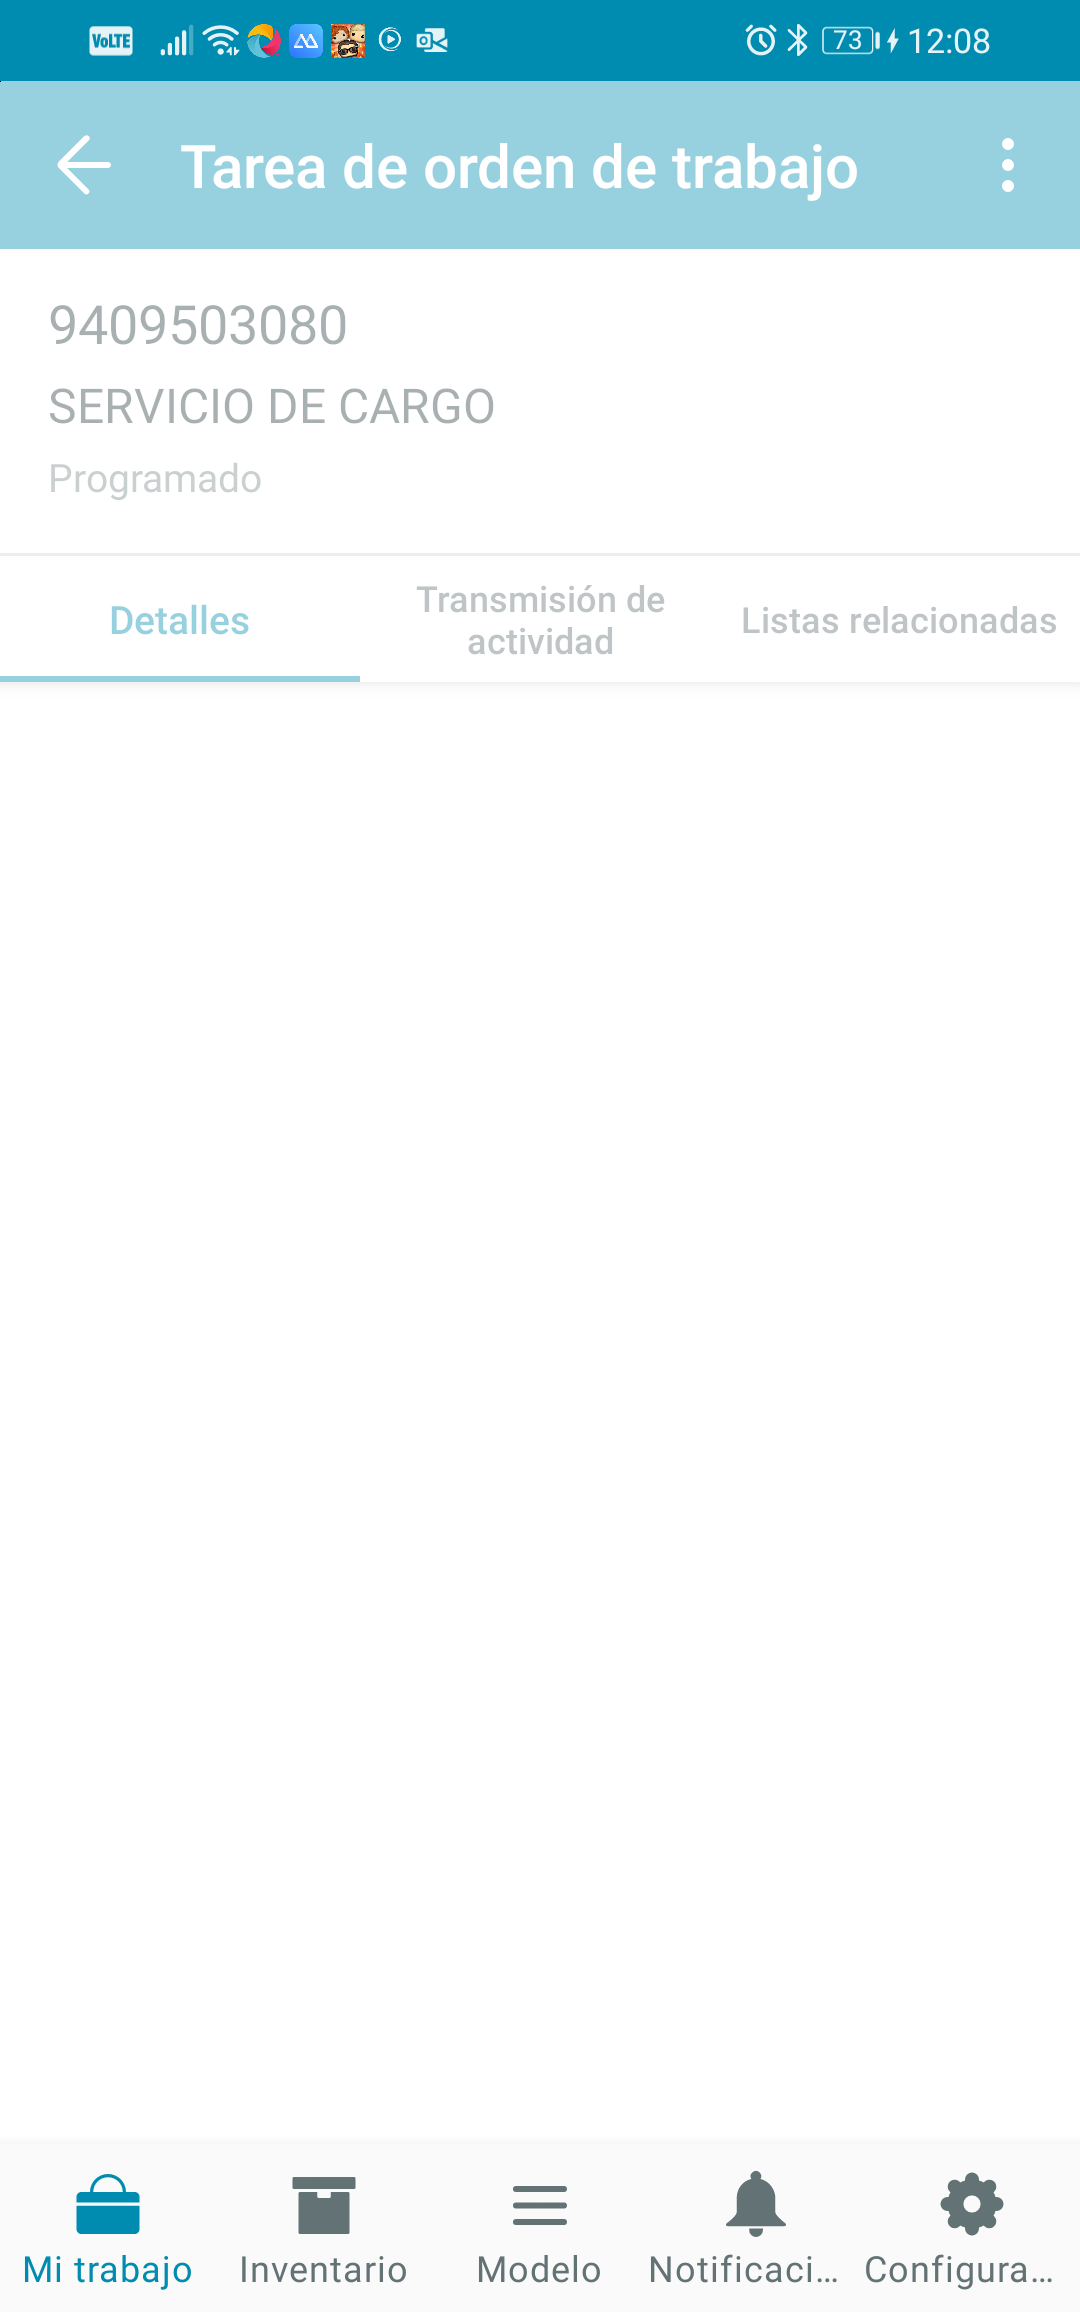 VoLTE 73 12:08
Tarea de orden de trabajo
9409503080
SERVICIO DE CARGO
Programado
Detalles
Transmisión de
actividad
Listas relacionadas
Mi trabajo
Inventario
Modelo
Notificaci...
Configura...